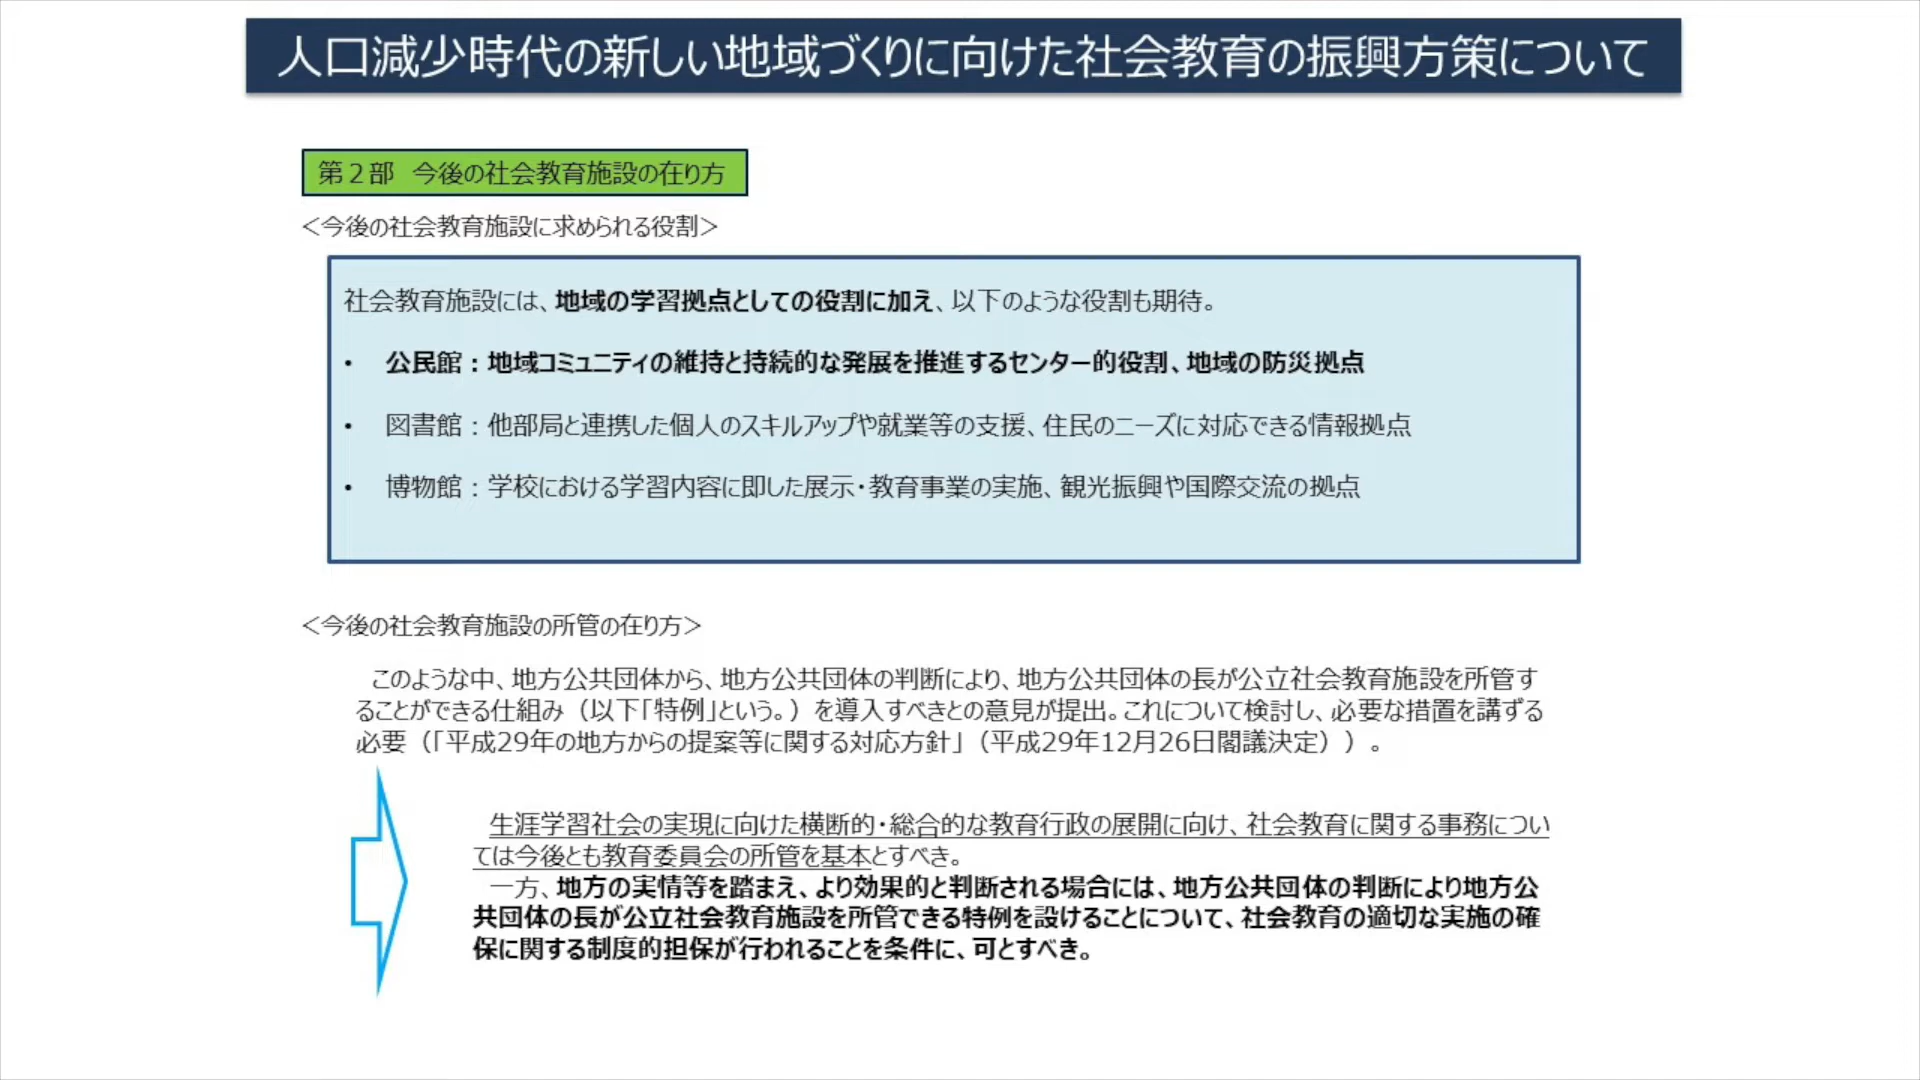 人口減少時代の新しい地域づくりに向けた社会教育の振興方策について
第２部　今後の社会教育施設の在り方
＜今後の社会教育施設に求められる役割＞
社会教育施設には、地域の学習拠点としての役割に加え、以下のような役割も期待。
•　公民館：地域コミュニティの維持と持続的な発展を推進するセンター的役割、地域の防災拠点
•　図書館：他部局と連携した個人のスキルアップや就業等の支援、住民のニーズに対応できる情報拠点
•　博物館：学校における学習内容に即した展示・教育事業の実施、観光振興や国際交流の拠点
＜今後の社会教育施設の所管の在り方＞
このような中、地方公共団体から、地方公共団体の判断により、地方公共団体の長が公立社会教育施設を所管す
ることができる仕組み（以下「特例」という。）を導入すべきとの意見が提出。これについて検討し、必要な措置を講ずる
必要（「平成29年の地方からの提案等に関する対応方針」（平成29年12月26日閣議決定））。
生涯学習社会の実現に向けた横断的・総合的な教育行政の展開に向け、社会教育に関する事務につい
ては今後とも教育委員会の所管を基本とすべき。
一方、地方の実情等を踏まえ、より効果的と判断される場合には、地方公共団体の判断により地方公
共団体の長が公立社会教育施設を所管できる特例を設けることについて、社会教育の適切な実施の確
保に関する制度的担保が行われることを条件に、可とすべき。